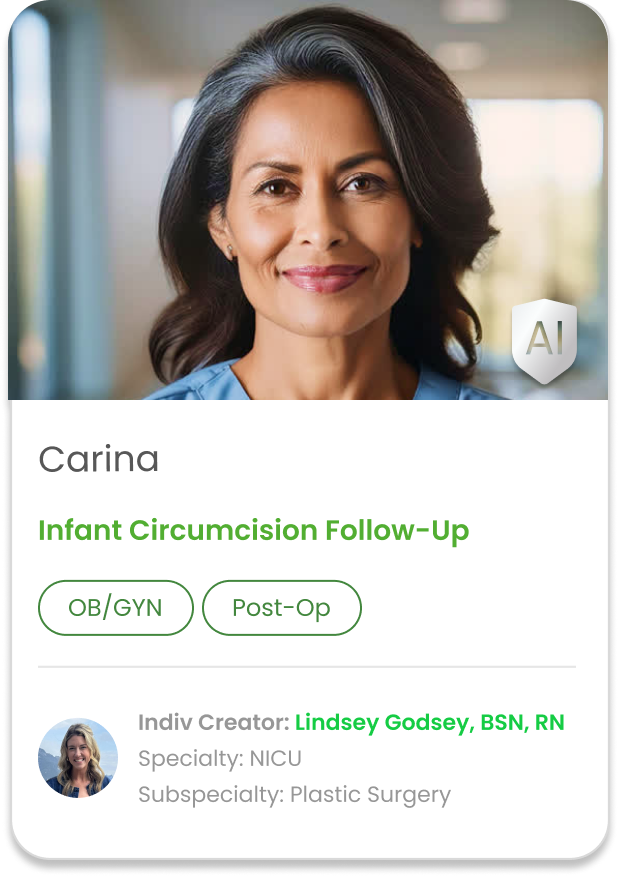 AI
Carina
Infant Circumcision Follow-Up
OB/GYN Post-Op
Indiv Creator: Lindsey Godsey, BSN, RN
Specialty: NICU
Subspecialty: Plastic Surgery